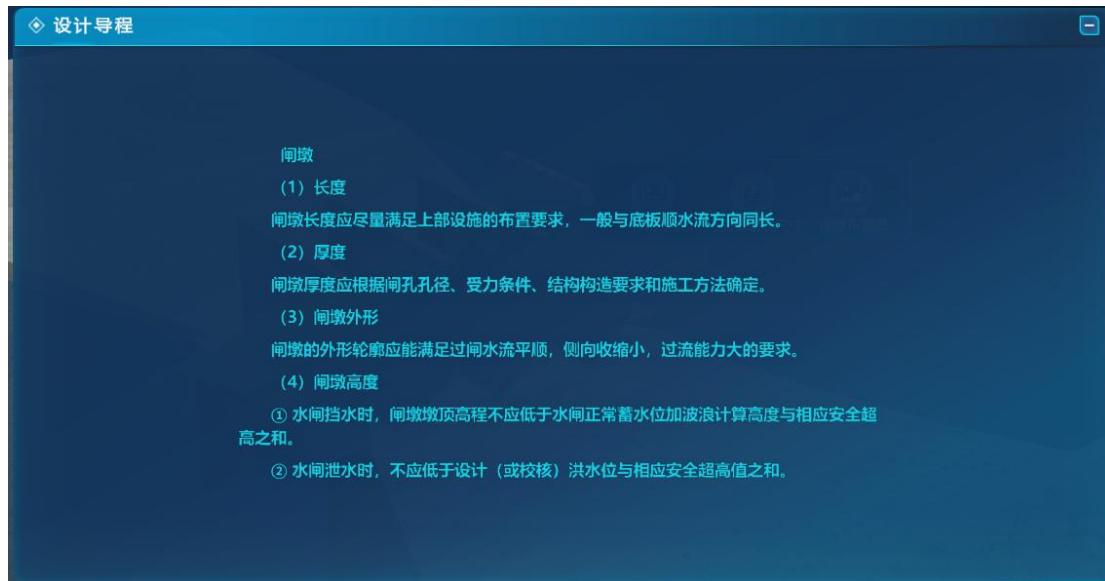 设计导程
闸墩
（1）长度
闸墩长度应尽量满足上部设施的布置要求，一般与底板顺水流方向同长。
（2）厚度
闸墩厚度应根据闸孔孔径、受力条件、结构构造要求和施工方法确定。
（3）闸墩外形
闸墩的外形轮廓应能满足过闸水流平顺，侧向收缩小，过流能力大的要求。
（4）闸墩高度
① 水闸挡水时，闸墩墩顶高程不应低于水闸正常蓄水位加波浪计算高度与相应安全超
高之和。
② 水闸泄水时，不应低于设计（或校核）洪水位与相应安全超高值之和。